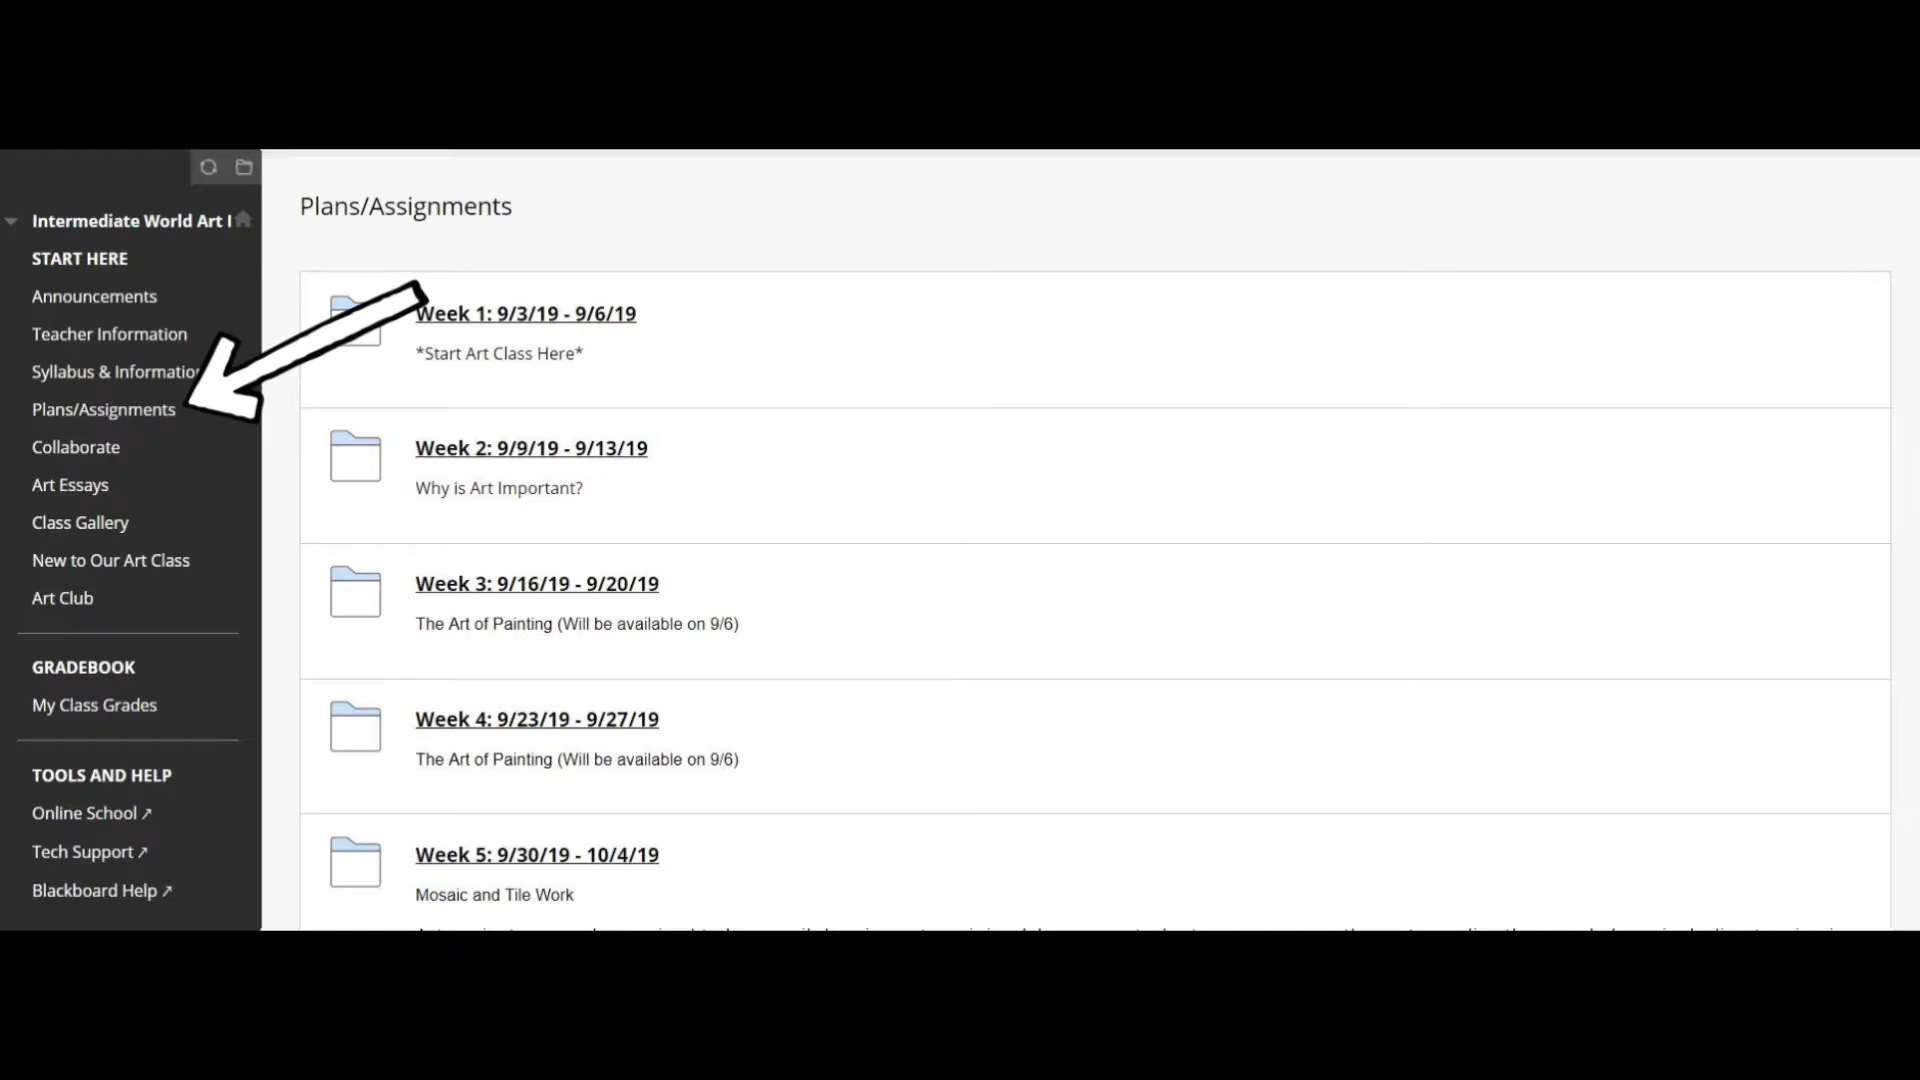 Intermediate World Art I
START HERE
Announcements
Teacher Information
Syllabus & Information
Plans/Assignments
Collaborate
Art Essays
Class Gallery
New to Our Art Class
Art Club
GRADEBOOK
My Class Grades
TOOLS AND HELP
Online School
Tech Support
Blackboard Help
Plans/Assignments
Week 1: 9/3/19 - 9/6/19
*Start Art Class Here*
Week 2: 9/9/19 - 9/13/19
Why is Art Important?
Week 3: 9/16/19 - 9/20/19
The Art of Painting (Will be available on 9/6)
Week 4: 9/23/19 - 9/27/19
The Art of Painting (Will be available on 9/6)
Week 5: 9/30/19 - 10/4/19
Mosaic and Tile Work